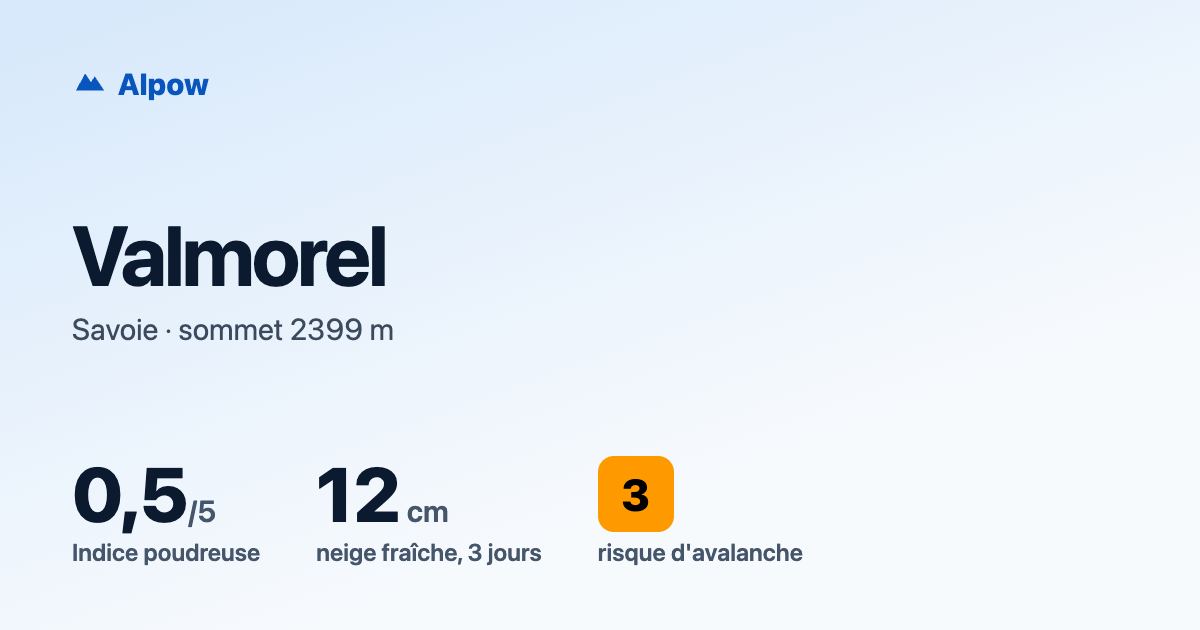 Alpow
Valmorel
Savoie · sommet 2399 m
0,5/5
Indice poudreuse
12 cm
neige fraîche, 3 jours
3
risque d'avalanche